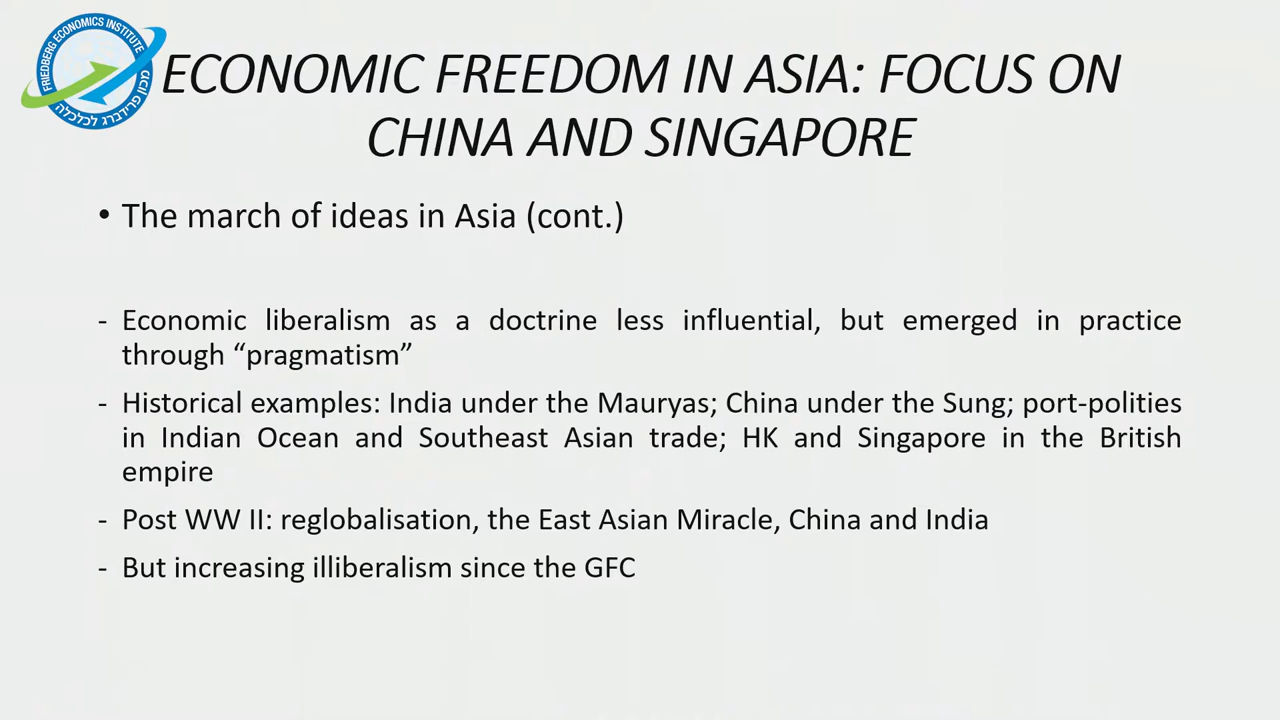 FRIEDBERG ECONOMICS INSTITUTE
מכון פרידברג לכלכלה
ECONOMIC FREEDOM IN ASIA: FOCUS ON
CHINA AND SINGAPORE
• The march of ideas in Asia (cont.)
- Economic liberalism as a doctrine less influential, but emerged in practice
through “pragmatism”
- Historical examples: India under the Mauryas; China under the Sung; port-polities
in Indian Ocean and Southeast Asian trade; HK and Singapore in the British
empire
- Post WW II: reglobalisation, the East Asian Miracle, China and India
- But increasing illiberalism since the GFC